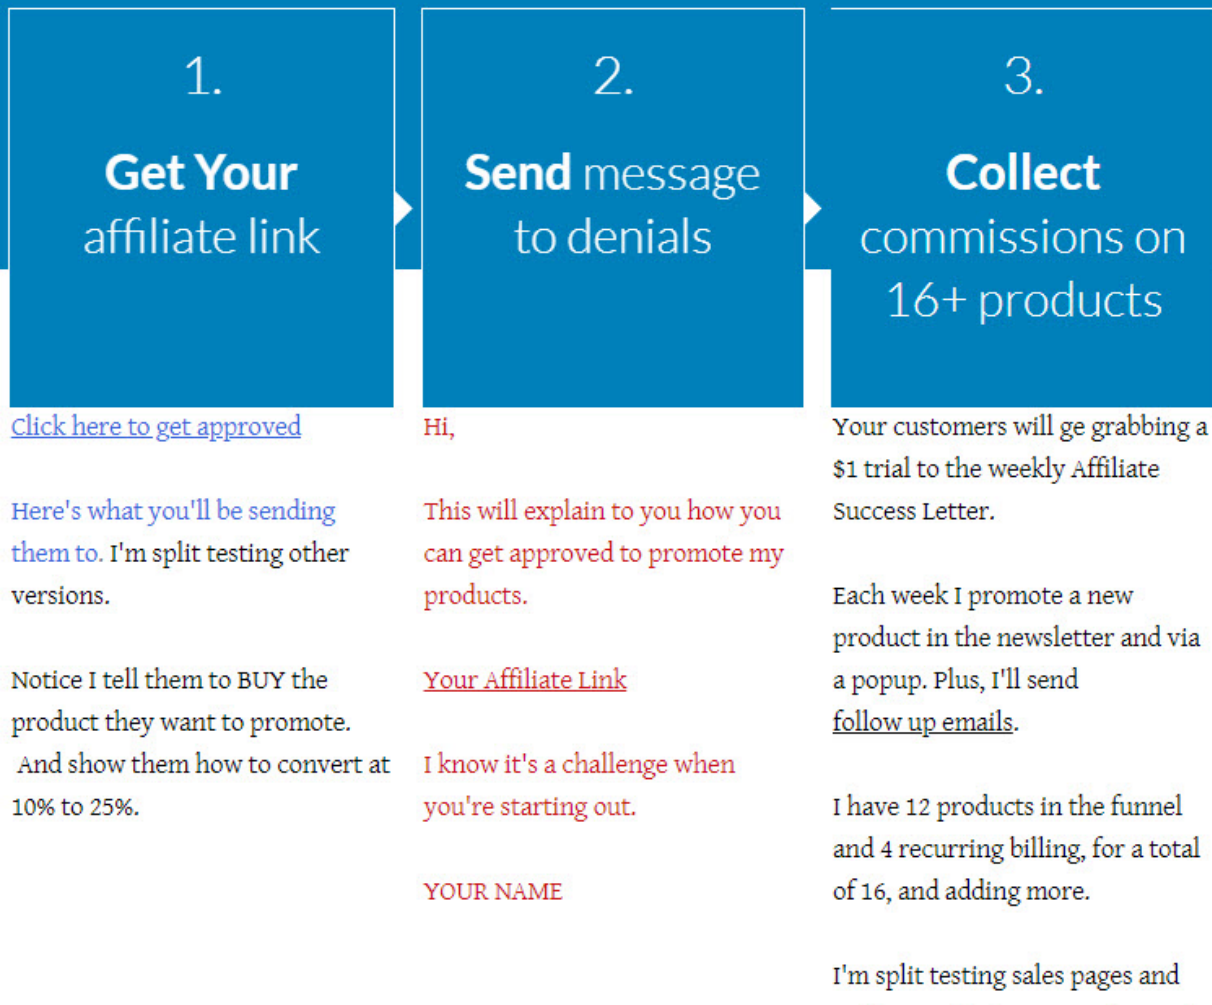 1.
Get Your
affiliate link
Click here to get approved
Here's what you'll be sending
them to. I'm split testing other
versions.
Notice I tell them to BUY the
product they want to promote.
And show them how to convert at
10% to 25%.
2.
Send message
to denials
Hi,
This will explain to you how you
can get approved to promote my
products.
Your Affiliate Link
I know it's a challenge when
you're starting out.
YOUR NAME
3.
Collect
commissions on
16+ products
Your customers will ge grabbing a
$1 trial to the weekly Affiliate
Success Letter.
Each week I promote a new
product in the newsletter and via
a popup. Plus, I'll send
follow up emails.
I have 12 products in the funnel
and 4 recurring billing, for a total
of 16, and adding more.
I'm split testing sales pages and